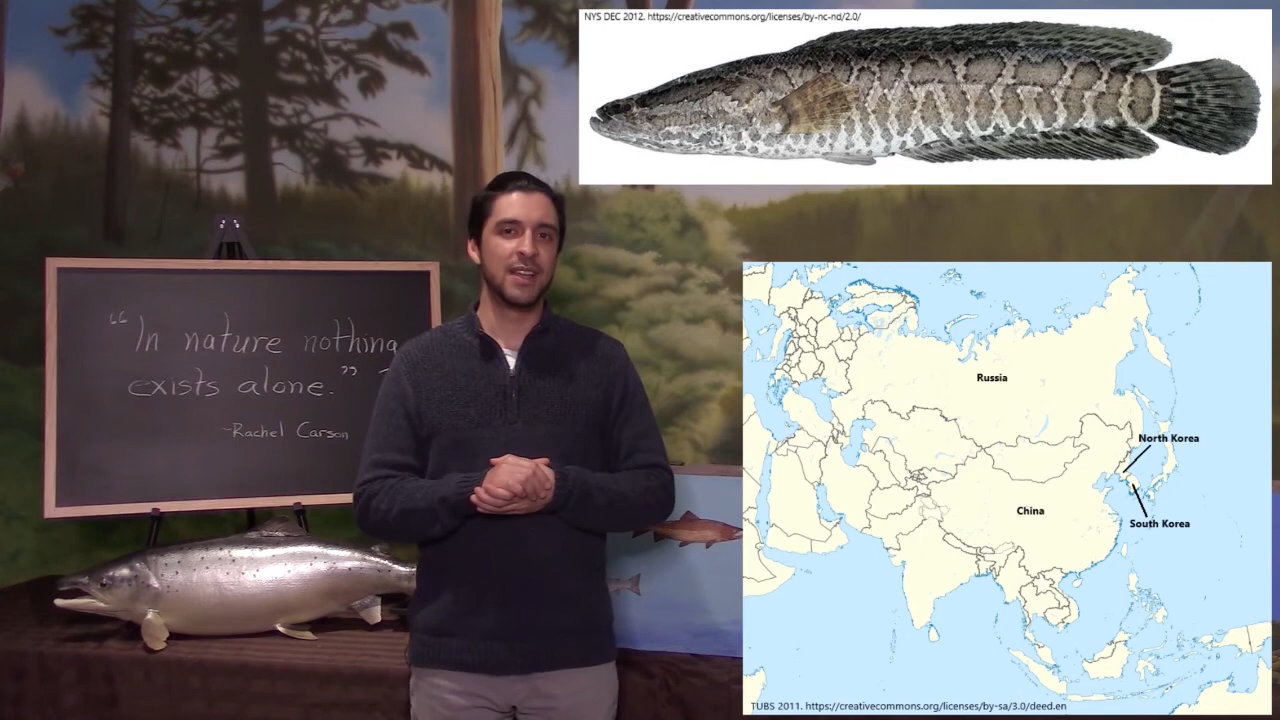 NYS DEC 2012. https://creativecommons.org/licenses/by-nc-nd/2.0/
“In nature nothing
exists alone.”
~Rachel Carson
Russia
North Korea
China
South Korea
TUBS 2011. https://creativecommons.org/licenses/by-sa/3.0/deed.en